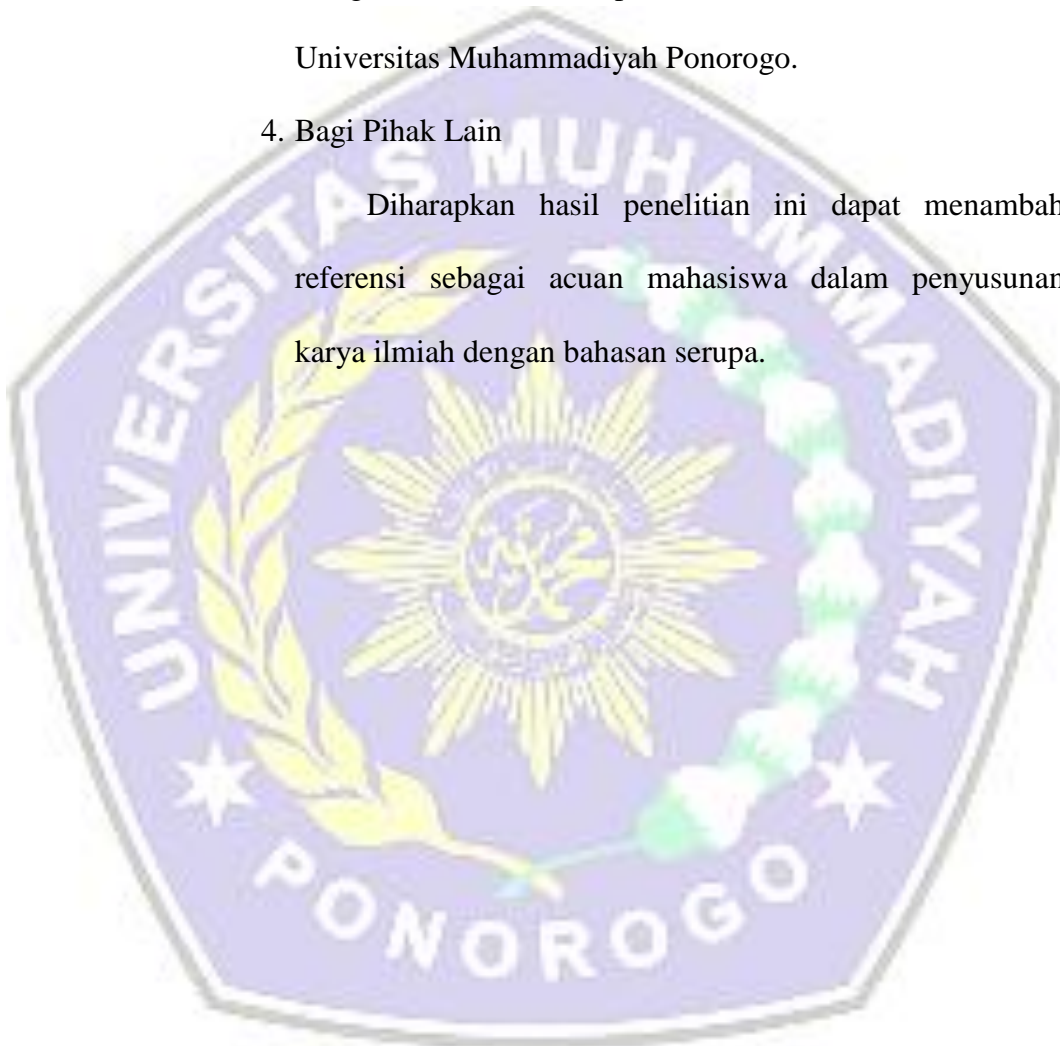 Universitas Muhammadiyah Ponorogo.
4. Bagi Pihak Lain
Diharapkan hasil penelitian ini dapat menambah
referensi sebagai acuan mahasiswa dalam penyusunan
karya ilmiah dengan bahasan serupa.
UNIVERSITAS MUHAMMADIYAH
PONOROGO